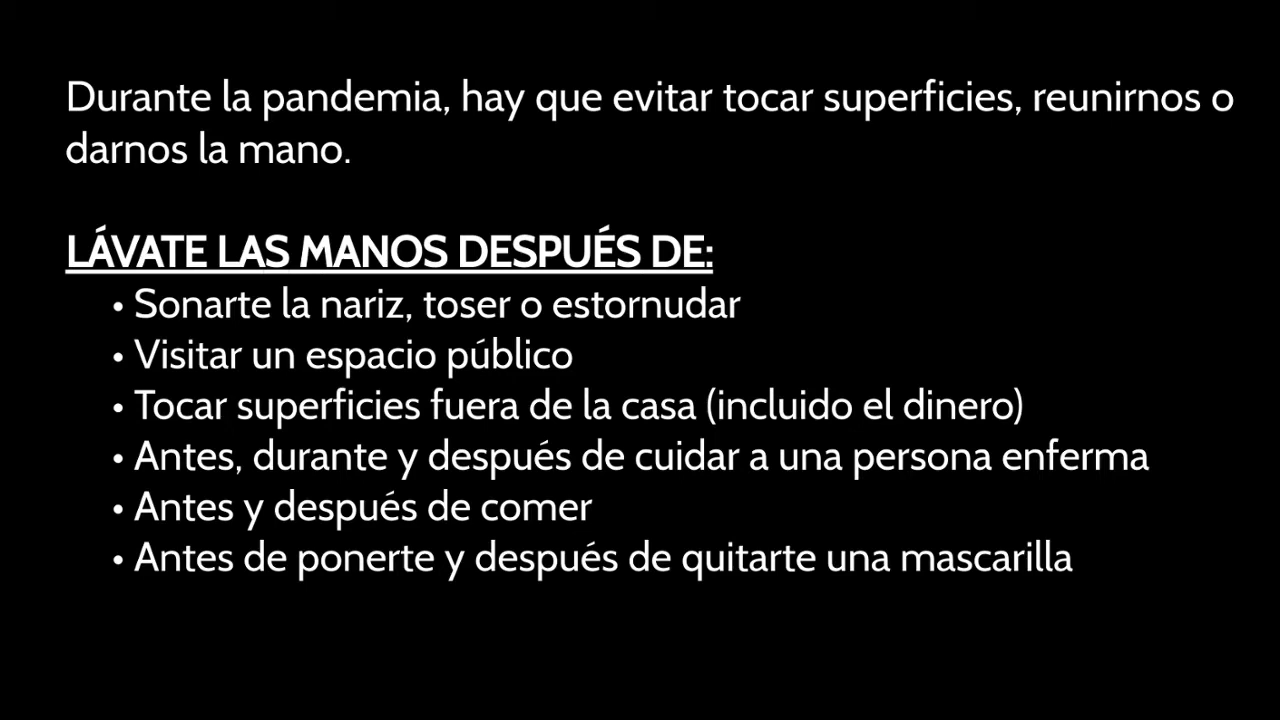 Durante la pandemia, hay que evitar tocar superficies, reunirnos o
darnos la mano.
LÁVATE LAS MANOS DESPUÉS DE:
• Sonarte la nariz, toser o estornudar
• Visitar un espacio público
• Tocar superficies fuera de la casa (incluido el dinero)
• Antes, durante y después de cuidar a una persona enferma
• Antes y después de comer
• Antes de ponerte y después de quitarte una mascarilla